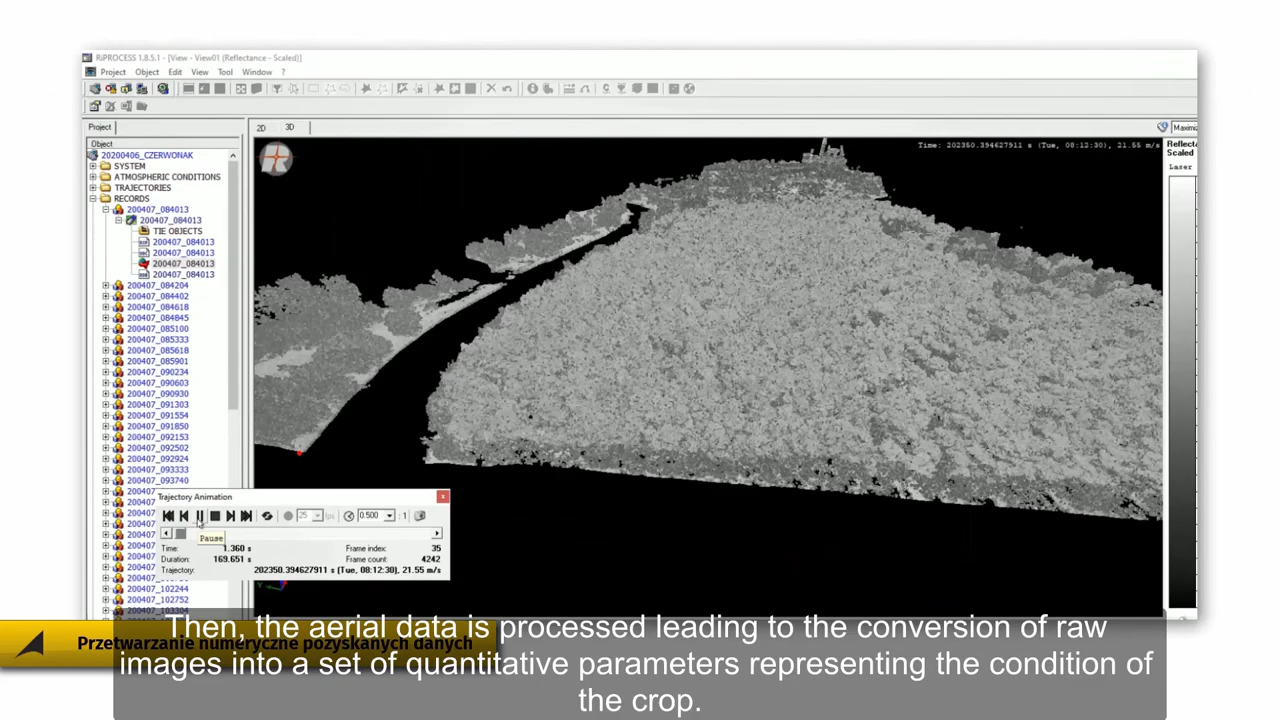 RiPROCESS 1.8.5.1 - [View - View01 (Reflectance - Scaled)]
Project Object Edit View Tool Window ?
Project
2D 3D
Object
20200406_CZERWONAK
SYSTEM
ATMOSPHERIC CONDITIONS
TRAJECTORIES
RECORDS
200407_084013
200407_084013
TIE OBJECTS
200407_084013
200407_084013
200407_084013
200407_084013
200407_084204
200407_084402
200407_084618
200407_084845
200407_085100
200407_085333
200407_085618
200407_085901
200407_090234
200407_090603
200407_090930
200407_091303
200407_091554
200407_091850
200407_092153
200407_092502
200407_092924
200407_093333
200407_093740
200407_102244
200407_102752
200407_103304
Time: 202350.394627911 s (Tue, 08:12:30), 21.55 m/s
Scaled
Laser
Trajectory Animation
25 fps 0.500 : 1
Pause
Time: 1.360 s Frame index: 35
Duration: 169.651 s Frame count: 4242
Trajectory: 202350.394627911 s (Tue, 08:12:30), 21.55 m/s
Przetwarzanie numeryczne pozyskanych danych
Then, the aerial data is processed leading to the conversion of raw
images into a set of quantitative parameters representing the condition of
the crop.